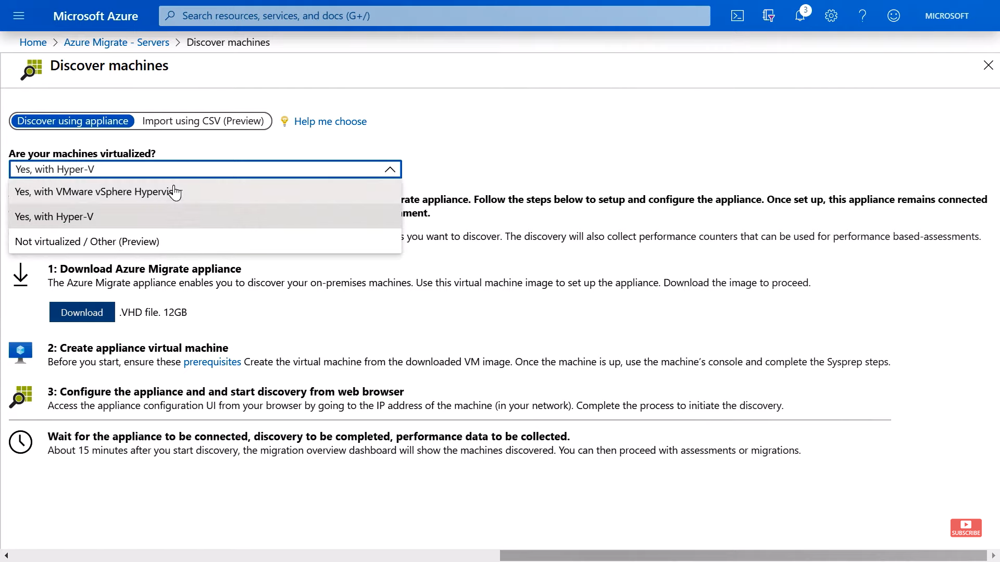 Microsoft Azure
Search resources, services, and docs (G+/)
3
MICROSOFT
Home > Azure Migrate - Servers > Discover machines
Discover machines
Discover using appliance
Import using CSV (Preview)
Help me choose
Are your machines virtualized?
Yes, with Hyper-V
Yes, with VMware vSphere
Yes, with Hyper-V
Not virtualized / Other (Preview)
appliance. Follow the steps below to setup and configure the appliance. Once set up, this appliance remains connected
you want to discover. The discovery will also collect performance counters that can be used for performance based-assessments.
1: Download Azure Migrate appliance
The Azure Migrate appliance enables you to discover your on-premises machines. Use this virtual machine image to set up the appliance. Download the image to proceed.
Download .VHD file. 12GB
2: Create appliance virtual machine
Before you start, ensure these prerequisites Create the virtual machine from the downloaded VM image. Once the machine is up, use the machine's console and complete the Sysprep steps.
3: Configure the appliance and and start discovery from web browser
Access the appliance configuration UI from your browser by going to the IP address of the machine (in your network). Complete the process to initiate the discovery.
Wait for the appliance to be connected, discovery to be completed, performance data to be collected.
About 15 minutes after you start discovery, the migration overview dashboard will show the machines discovered. You can then proceed with assessments or migrations.
SUBSCRIBE